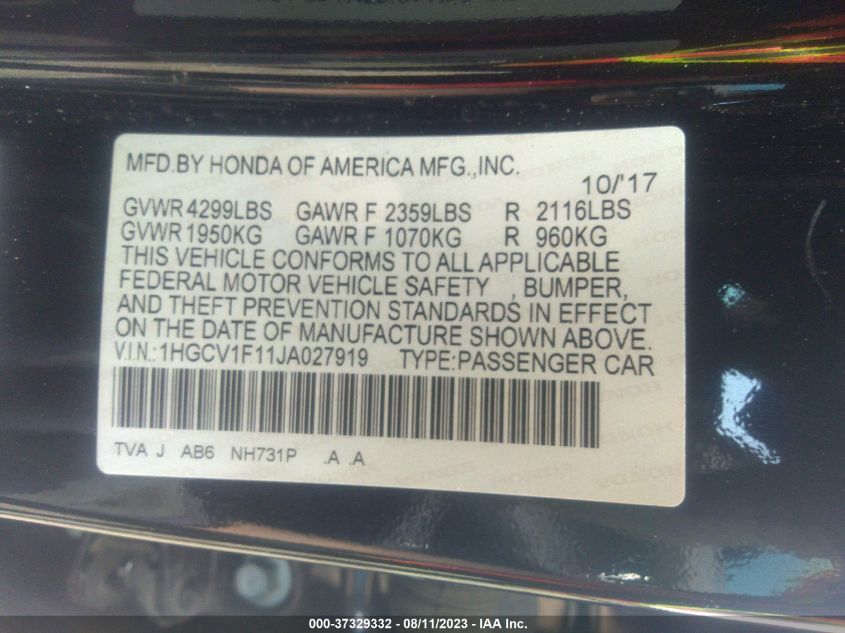 MFD.BY HONDA OF AMERICA MFG.,INC.
10/'17
GVWR 4299LBS GAWR F 2359LBS R 2116LBS
GVWR 1950KG GAWR F 1070KG R 960KG
THIS VEHICLE CONFORMS TO ALL APPLICABLE
FEDERAL MOTOR VEHICLE SAFETY , BUMPER,
AND THEFT PREVENTION STANDARDS IN EFFECT
ON THE DATE OF MANUFACTURE SHOWN ABOVE.
V.I.N.:1HGCV1F11JA027919 TYPE:PASSENGER CAR
TVA J AB6 NH731P .A .A
000-37329332 - 08/11/2023 - IAA Inc.